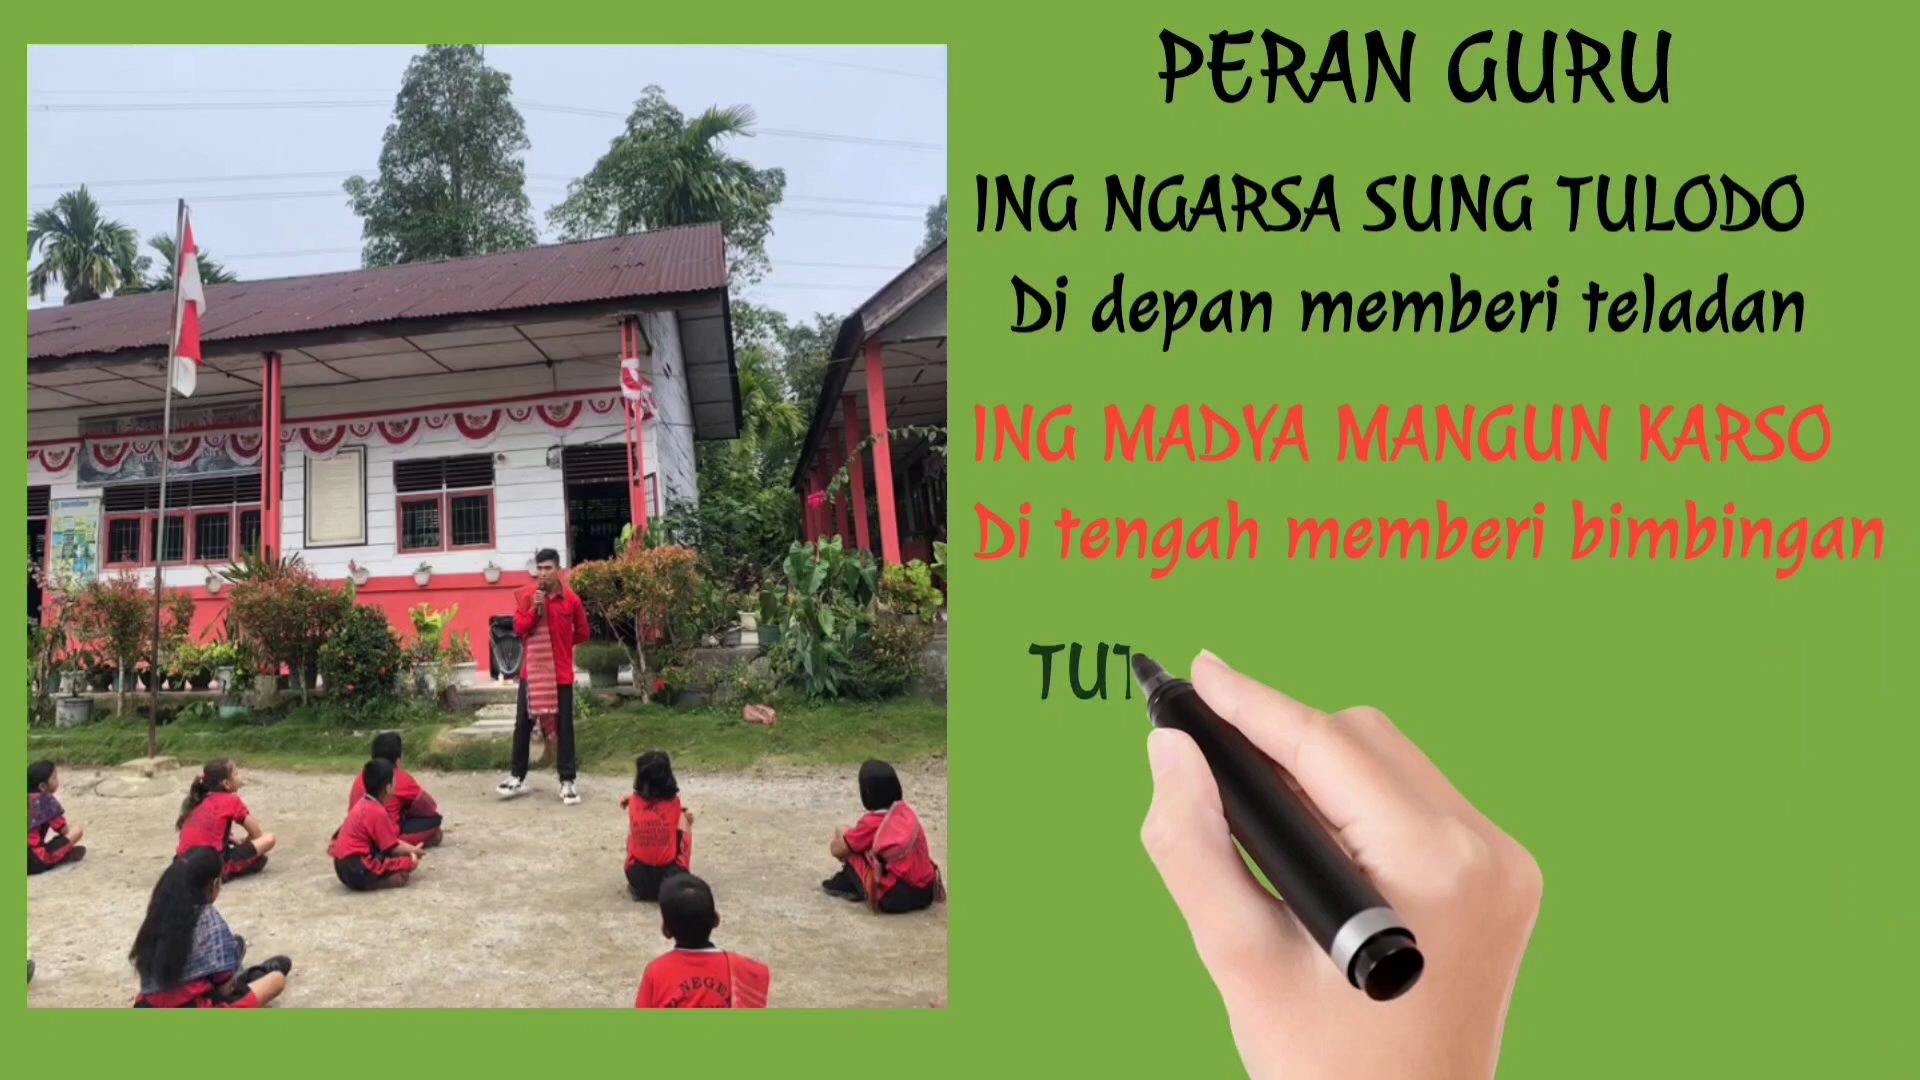 PERAN GURU
ING NGARSA SUNG TULODO
Di depan memberi teladan
ING MADYA MANGUN KARSO
Di tengah memberi bimbingan
TUT
NEGE